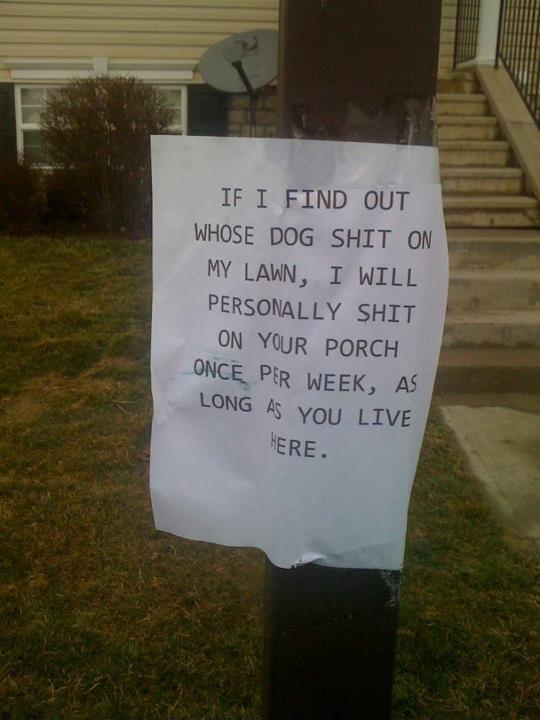 IF I FIND OUT
WHOSE DOG SHIT ON
MY LAWN, I WILL
PERSONALLY SHIT
ON YOUR PORCH
ONCE PER WEEK, AS
LONG AS YOU LIVE
HERE.